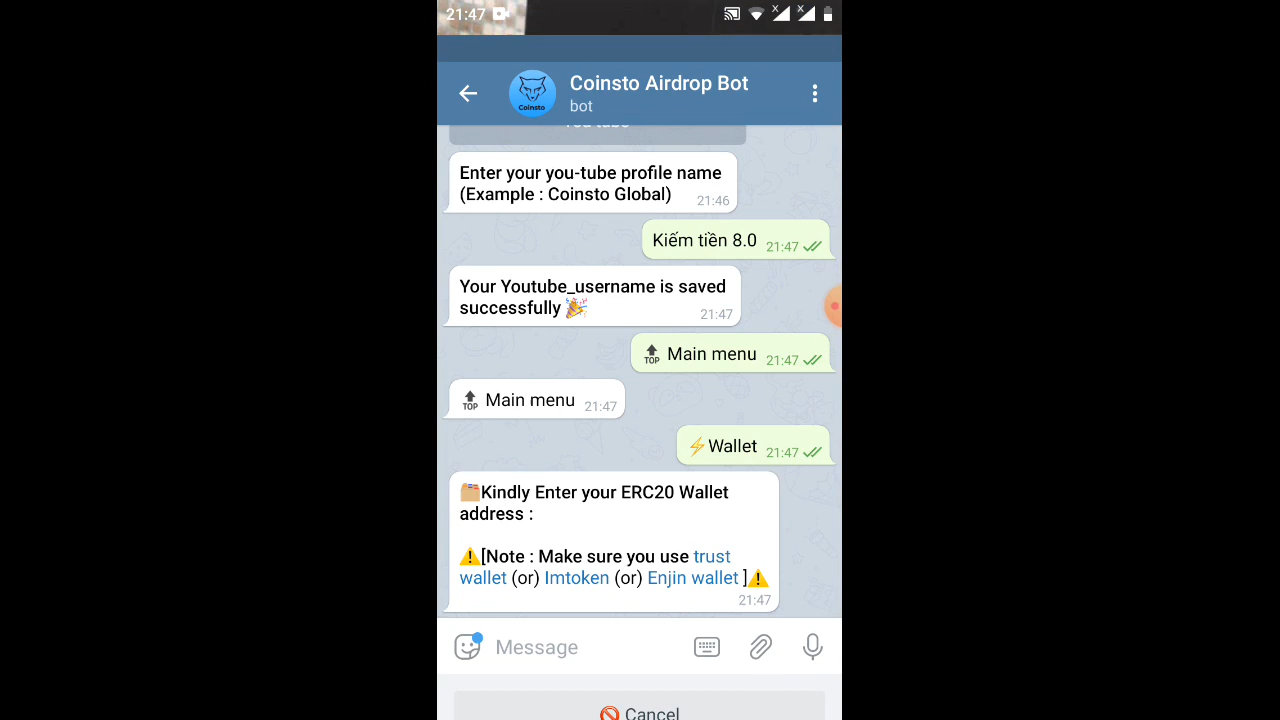 21:47
Coinsto Airdrop Bot
Coinsto
bot
Enter your you-tube profile name
(Example : Coinsto Global)
21:46
Kiếm tiền 8.0
21:47
Your Youtube_username is saved
successfully 🎉
21:47
🔝 Main menu
21:47
🔝 Main menu
21:47
⚡Wallet
21:47
🗂️Kindly Enter your ERC20 Wallet
address :
⚠️[Note : Make sure you use trust
wallet (or) Imtoken (or) Enjin wallet ]⚠️
21:47
Message
🚫 Cancel